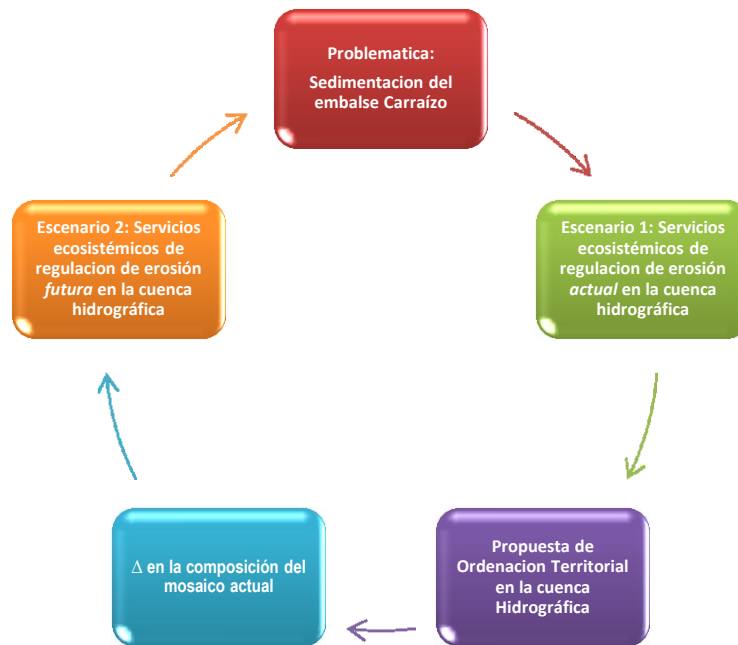 Problematica:
Sedimentacion del
embalse Carraízo
Escenario 1: Servicios
ecosistémicos de
regulacion de erosión
actual en la cuenca
hidrográfica
Propuesta de
Ordenacion Territorial
en la cuenca
Hidrográfica
Δ en la composición del
mosaico actual
Escenario 2: Servicios
ecosistémicos de
regulacion de erosión
futura en la cuenca
hidrográfica